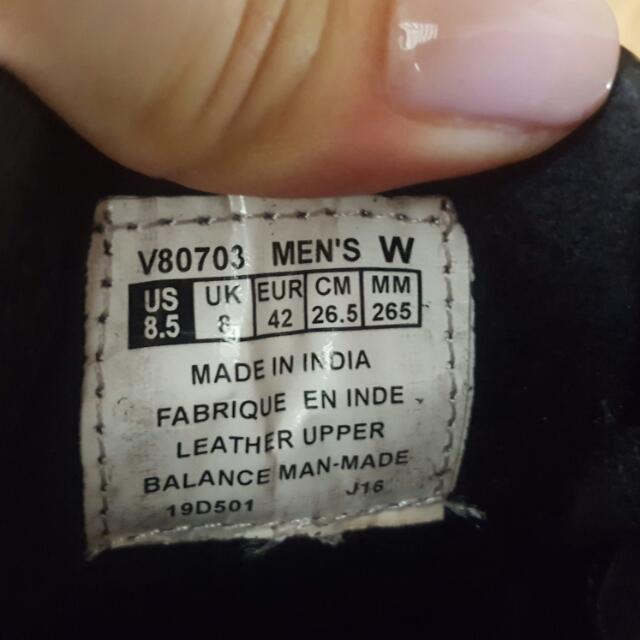 V80703 MEN'S W
US UK EUR CM MM
8.5 8 42 26.5 265
MADE IN INDIA
FABRIQUE EN INDE
LEATHER UPPER
BALANCE MAN-MADE
19D501 J16